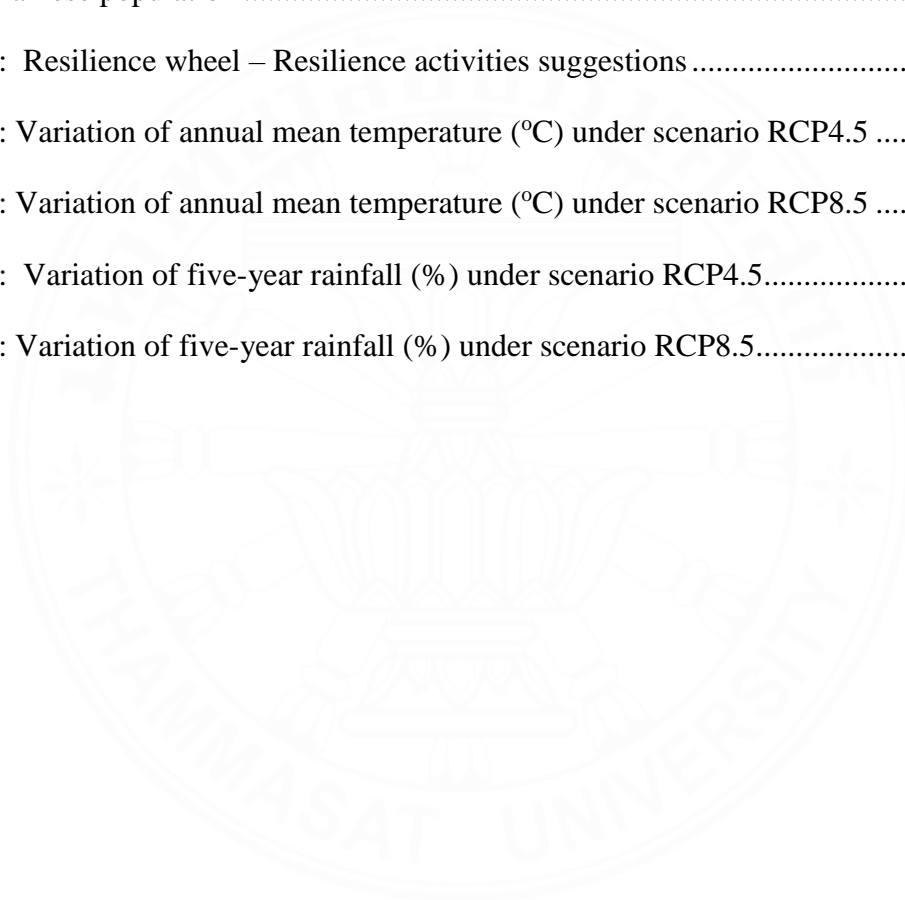 : Resilience wheel – Resilience activities suggestions ...........................
: Variation of annual mean temperature (ºC) under scenario RCP4.5 ....
: Variation of annual mean temperature (ºC) under scenario RCP8.5 ....
: Variation of five-year rainfall (%) under scenario RCP4.5..................
: Variation of five-year rainfall (%) under scenario RCP8.5...................
THAMMASAT UNIVERSITY